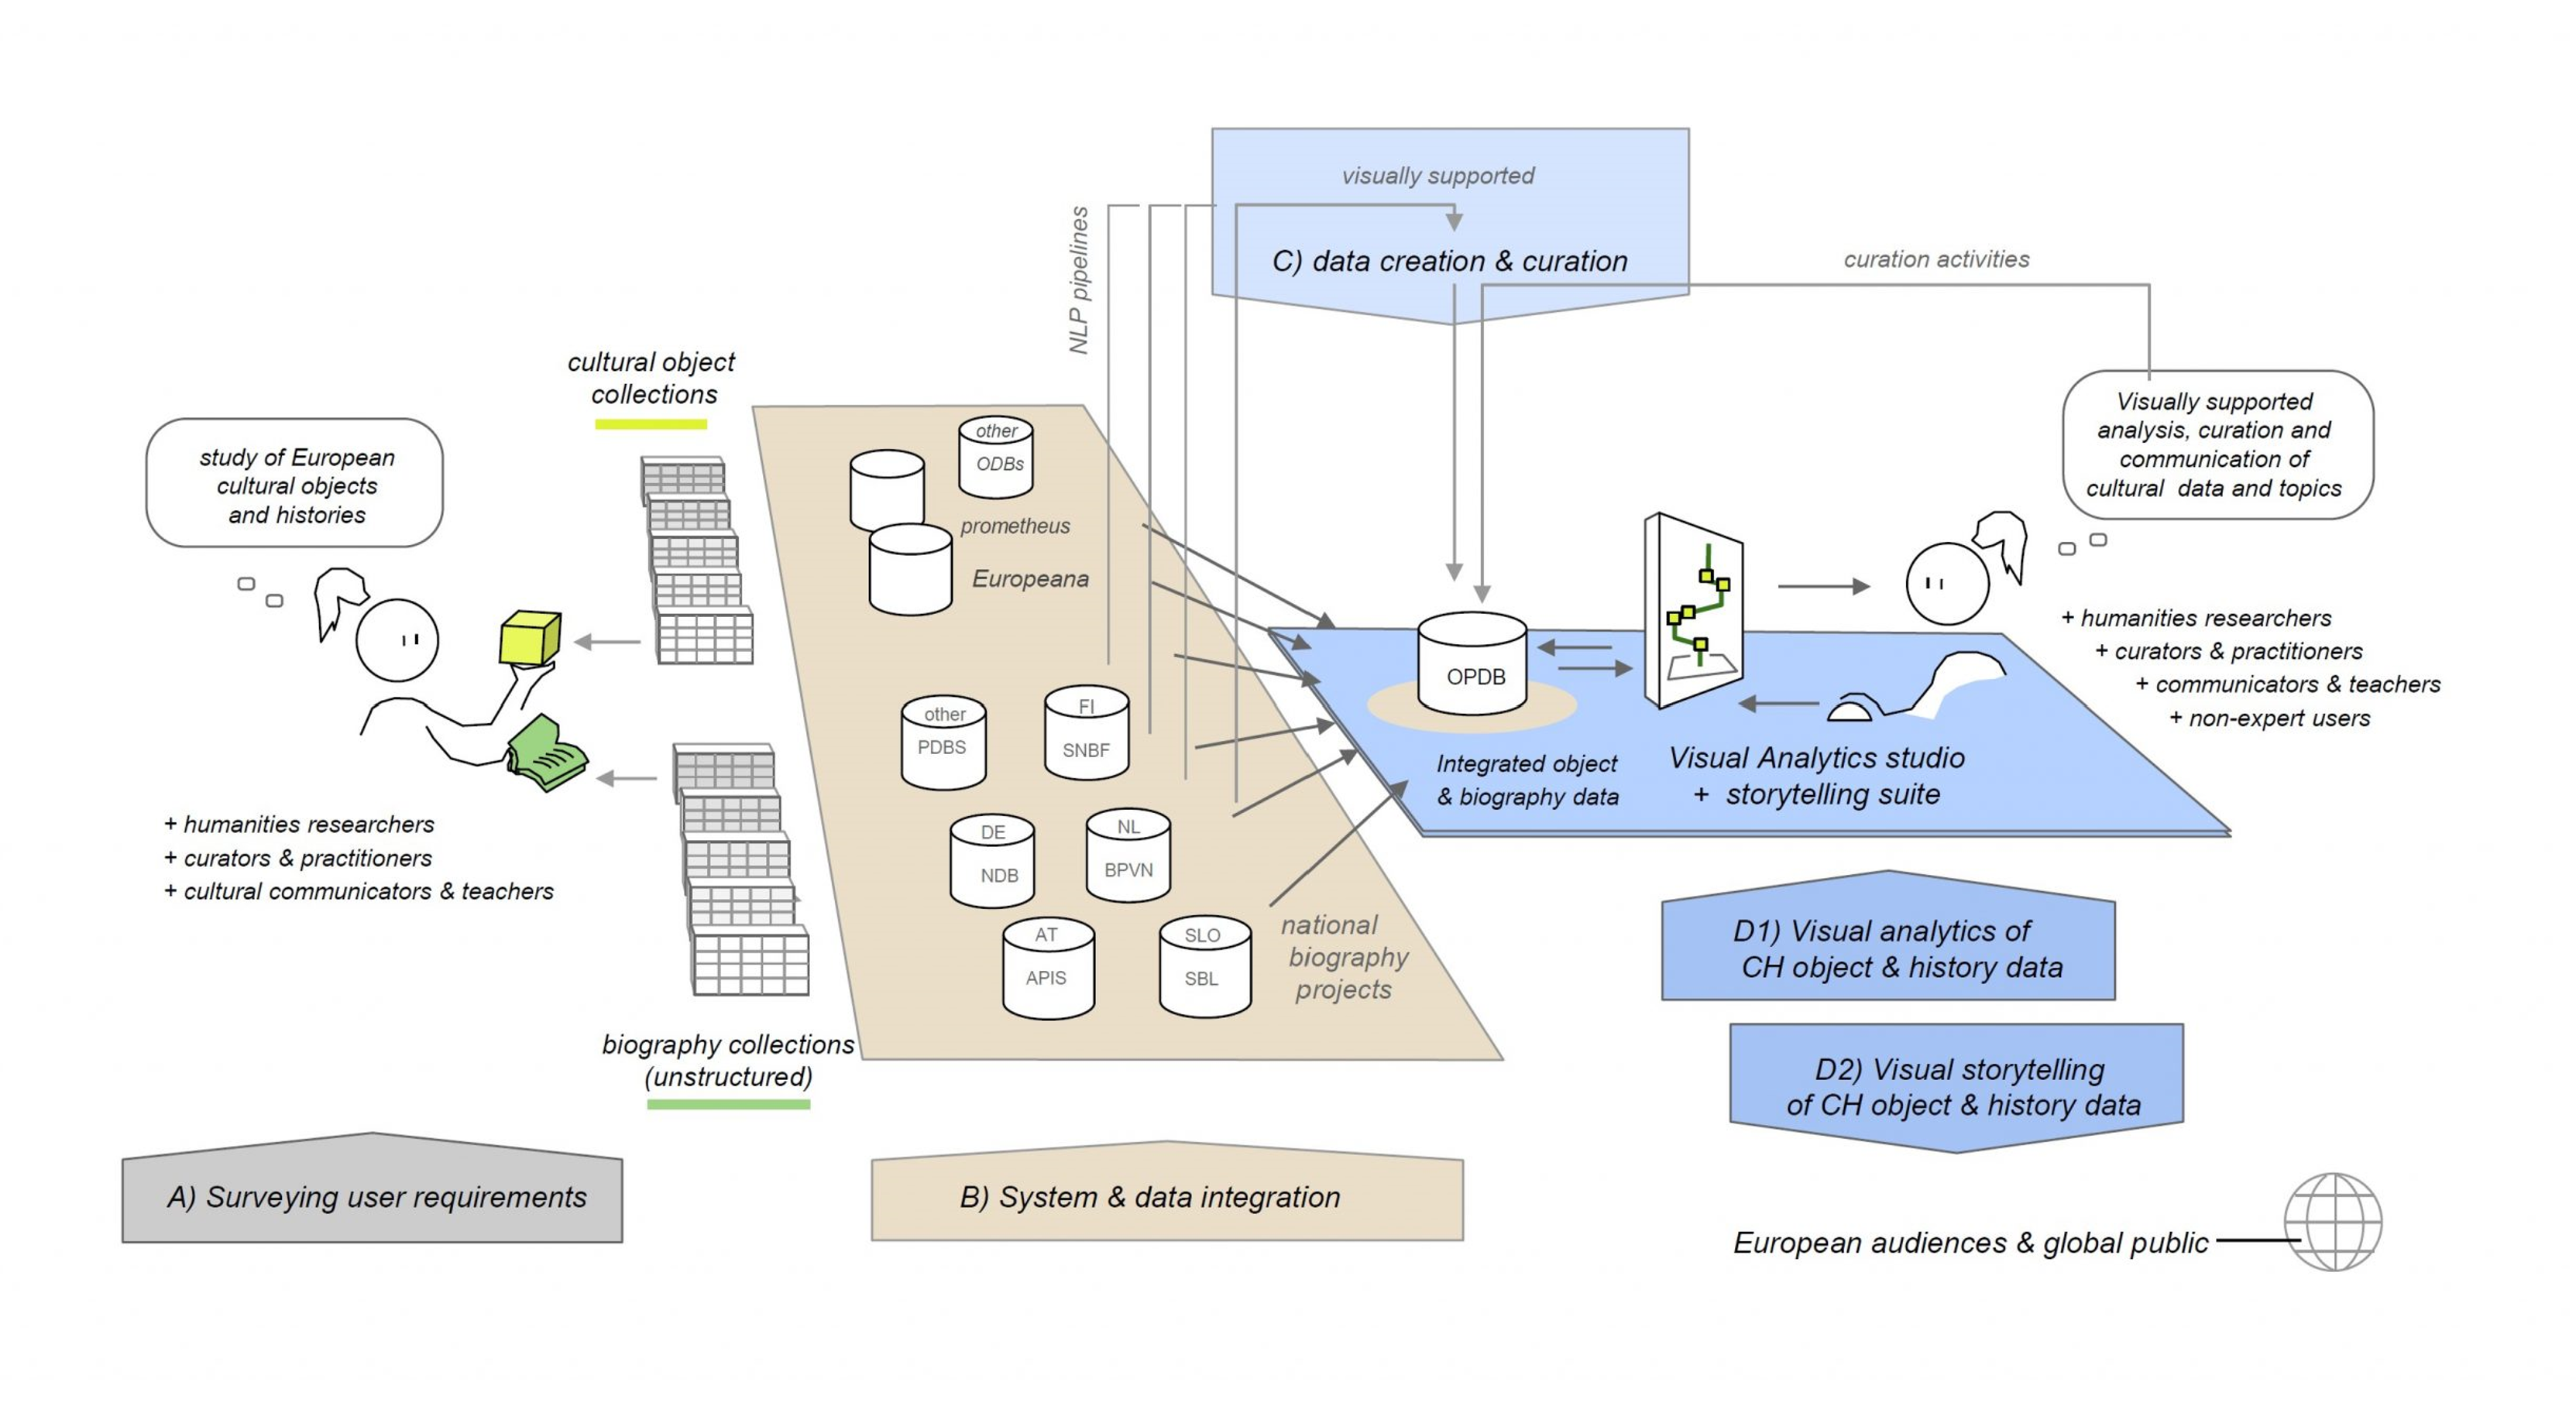 visually supported
C) data creation & curation
curation activities
NLP pipelines
cultural object
collections
study of European
cultural objects
and histories
other
ODBs
prometheus
Europeana
Visually supported
analysis, curation and
communication of
cultural data and topics
+ humanities researchers
+ curators & practitioners
+ communicators & teachers
+ non-expert users
OPDB
other
PDBS
FI
SNBF
Integrated object
& biography data
Visual Analytics studio
+ storytelling suite
+ humanities researchers
+ curators & practitioners
+ cultural communicators & teachers
DE
NDB
NL
BPVN
AT
APIS
SLO
SBL
national
biography
projects
D1) Visual analytics of
CH object & history data
biography collections
(unstructured)
D2) Visual storytelling
of CH object & history data
A) Surveying user requirements
B) System & data integration
European audiences & global public